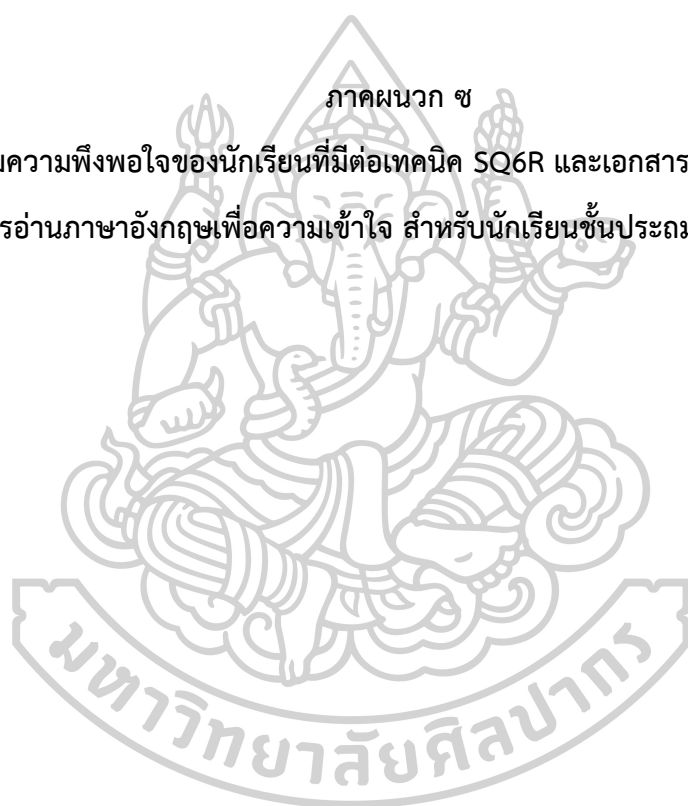 ภาคผนวก ซ
ความพึงพอใจของนักเรียนที่มีต่อเทคนิค SQ6R และเอกสาร
อ่านภาษาอังกฤษเพื่อความเข้าใจ สำหรับนักเรียนชั้นประถม
มหาวิทยาลัยศิลปากร